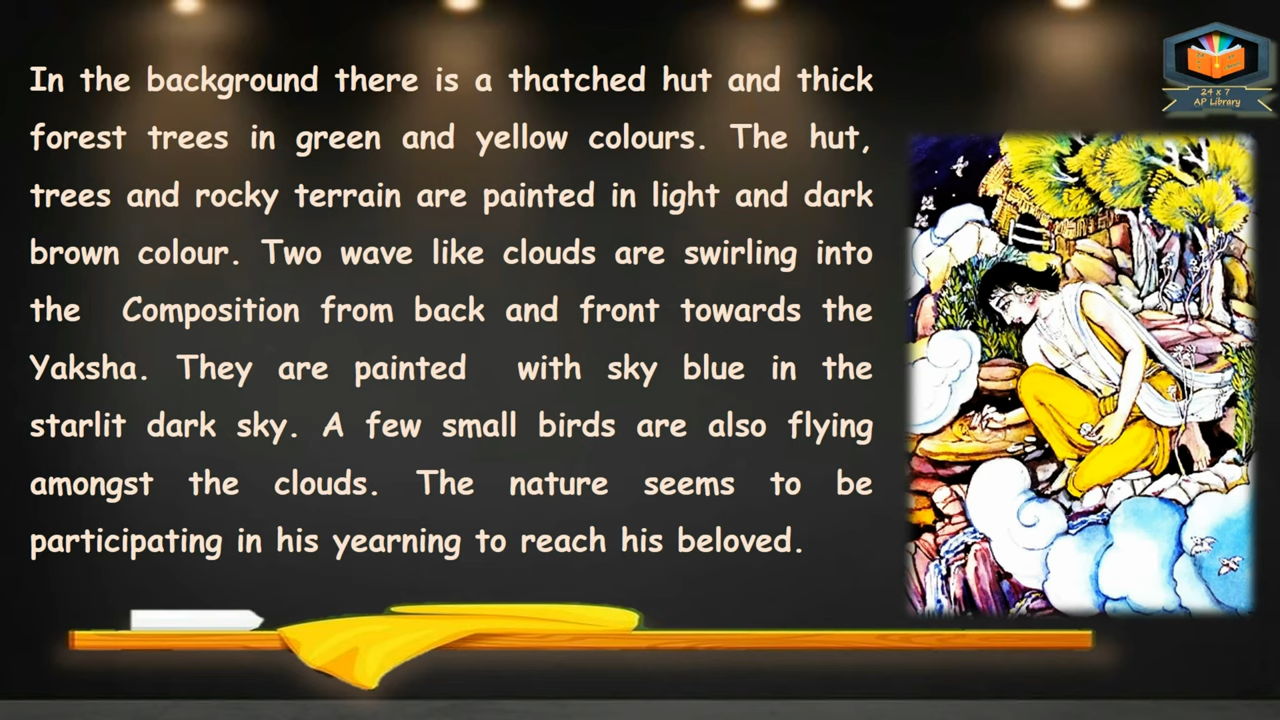 In the background there is a thatched hut and thick
forest trees in green and yellow colours. The hut,
trees and rocky terrain are painted in light and dark
brown colour. Two wave like clouds are swirling into
the Composition from back and front towards the
Yaksha. They are painted with sky blue in the
starlit dark sky. A few small birds are also flying
amongst the clouds. The nature seems to be
participating in his yearning to reach his beloved.
24 x 7
AP Library